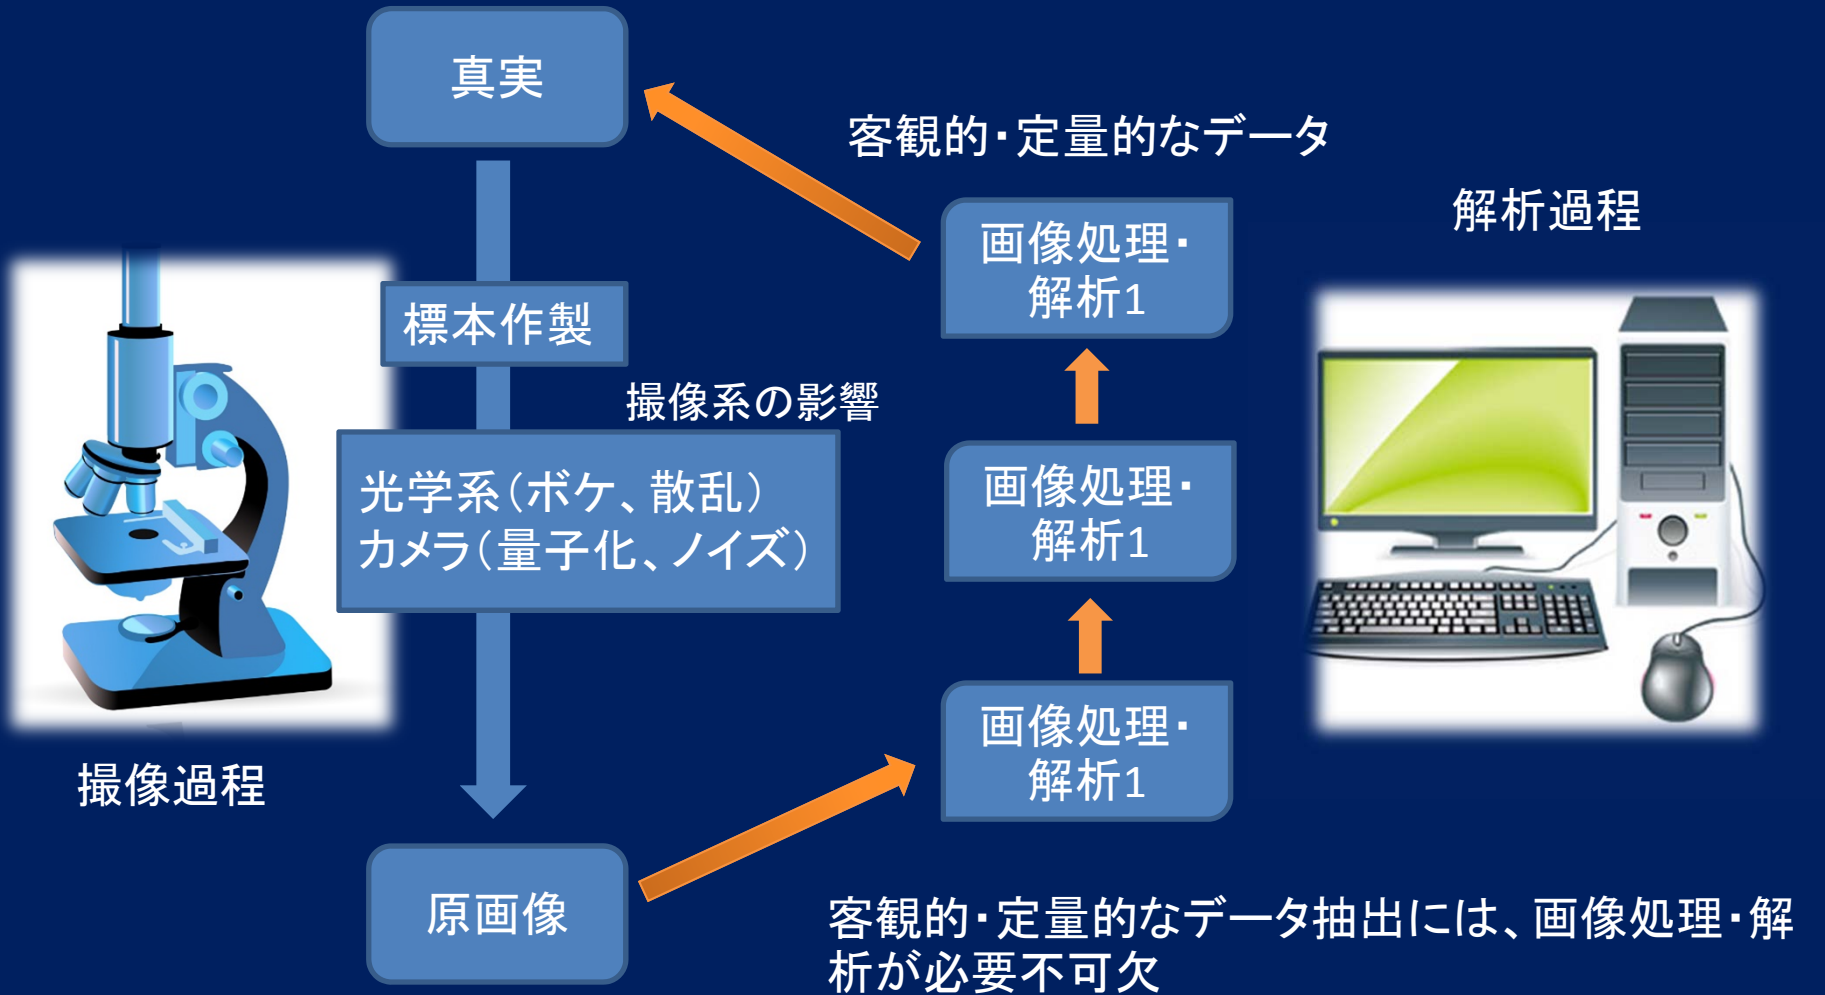 真実
標本作製
撮像系の影響
光学系（ボケ、散乱）
カメラ（量子化、ノイズ）
撮像過程
原画像
客観的・定量的なデータ
画像処理・
解析1
画像処理・
解析1
画像処理・
解析1
解析過程
客観的・定量的なデータ抽出には、画像処理・解
析が必要不可欠